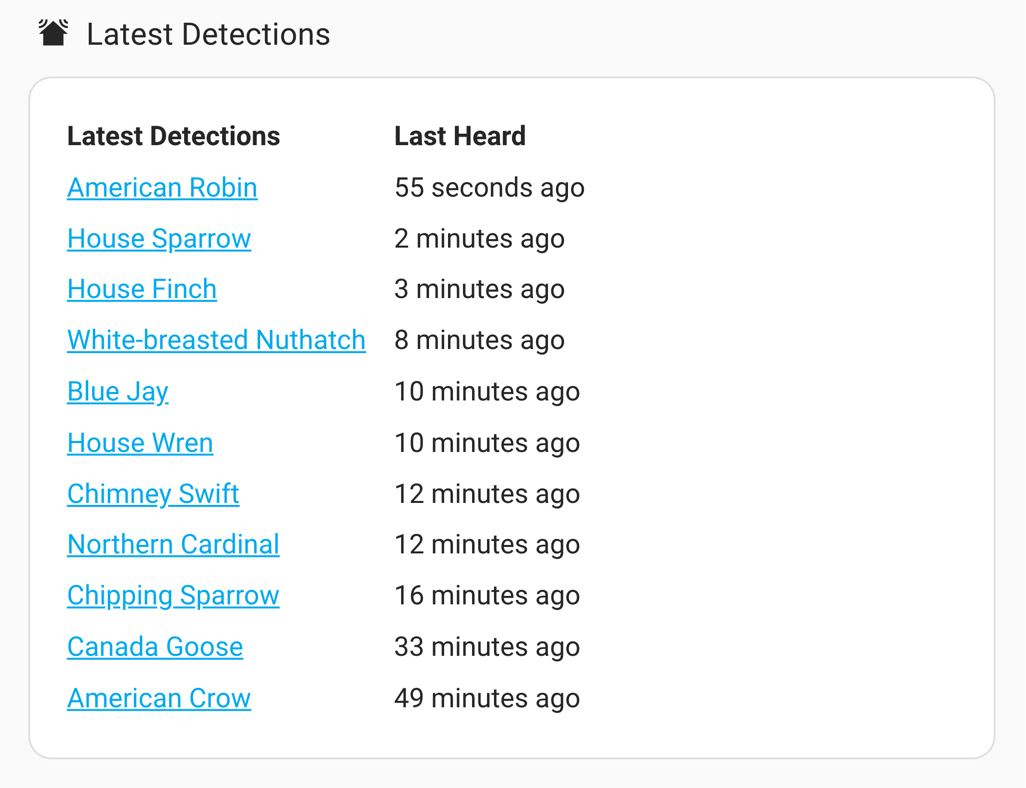 Latest Detections
Latest Detections Last Heard
American Robin 55 seconds ago
House Sparrow 2 minutes ago
House Finch 3 minutes ago
White-breasted Nuthatch 8 minutes ago
Blue Jay 10 minutes ago
House Wren 10 minutes ago
Chimney Swift 12 minutes ago
Northern Cardinal 12 minutes ago
Chipping Sparrow 16 minutes ago
Canada Goose 33 minutes ago
American Crow 49 minutes ago